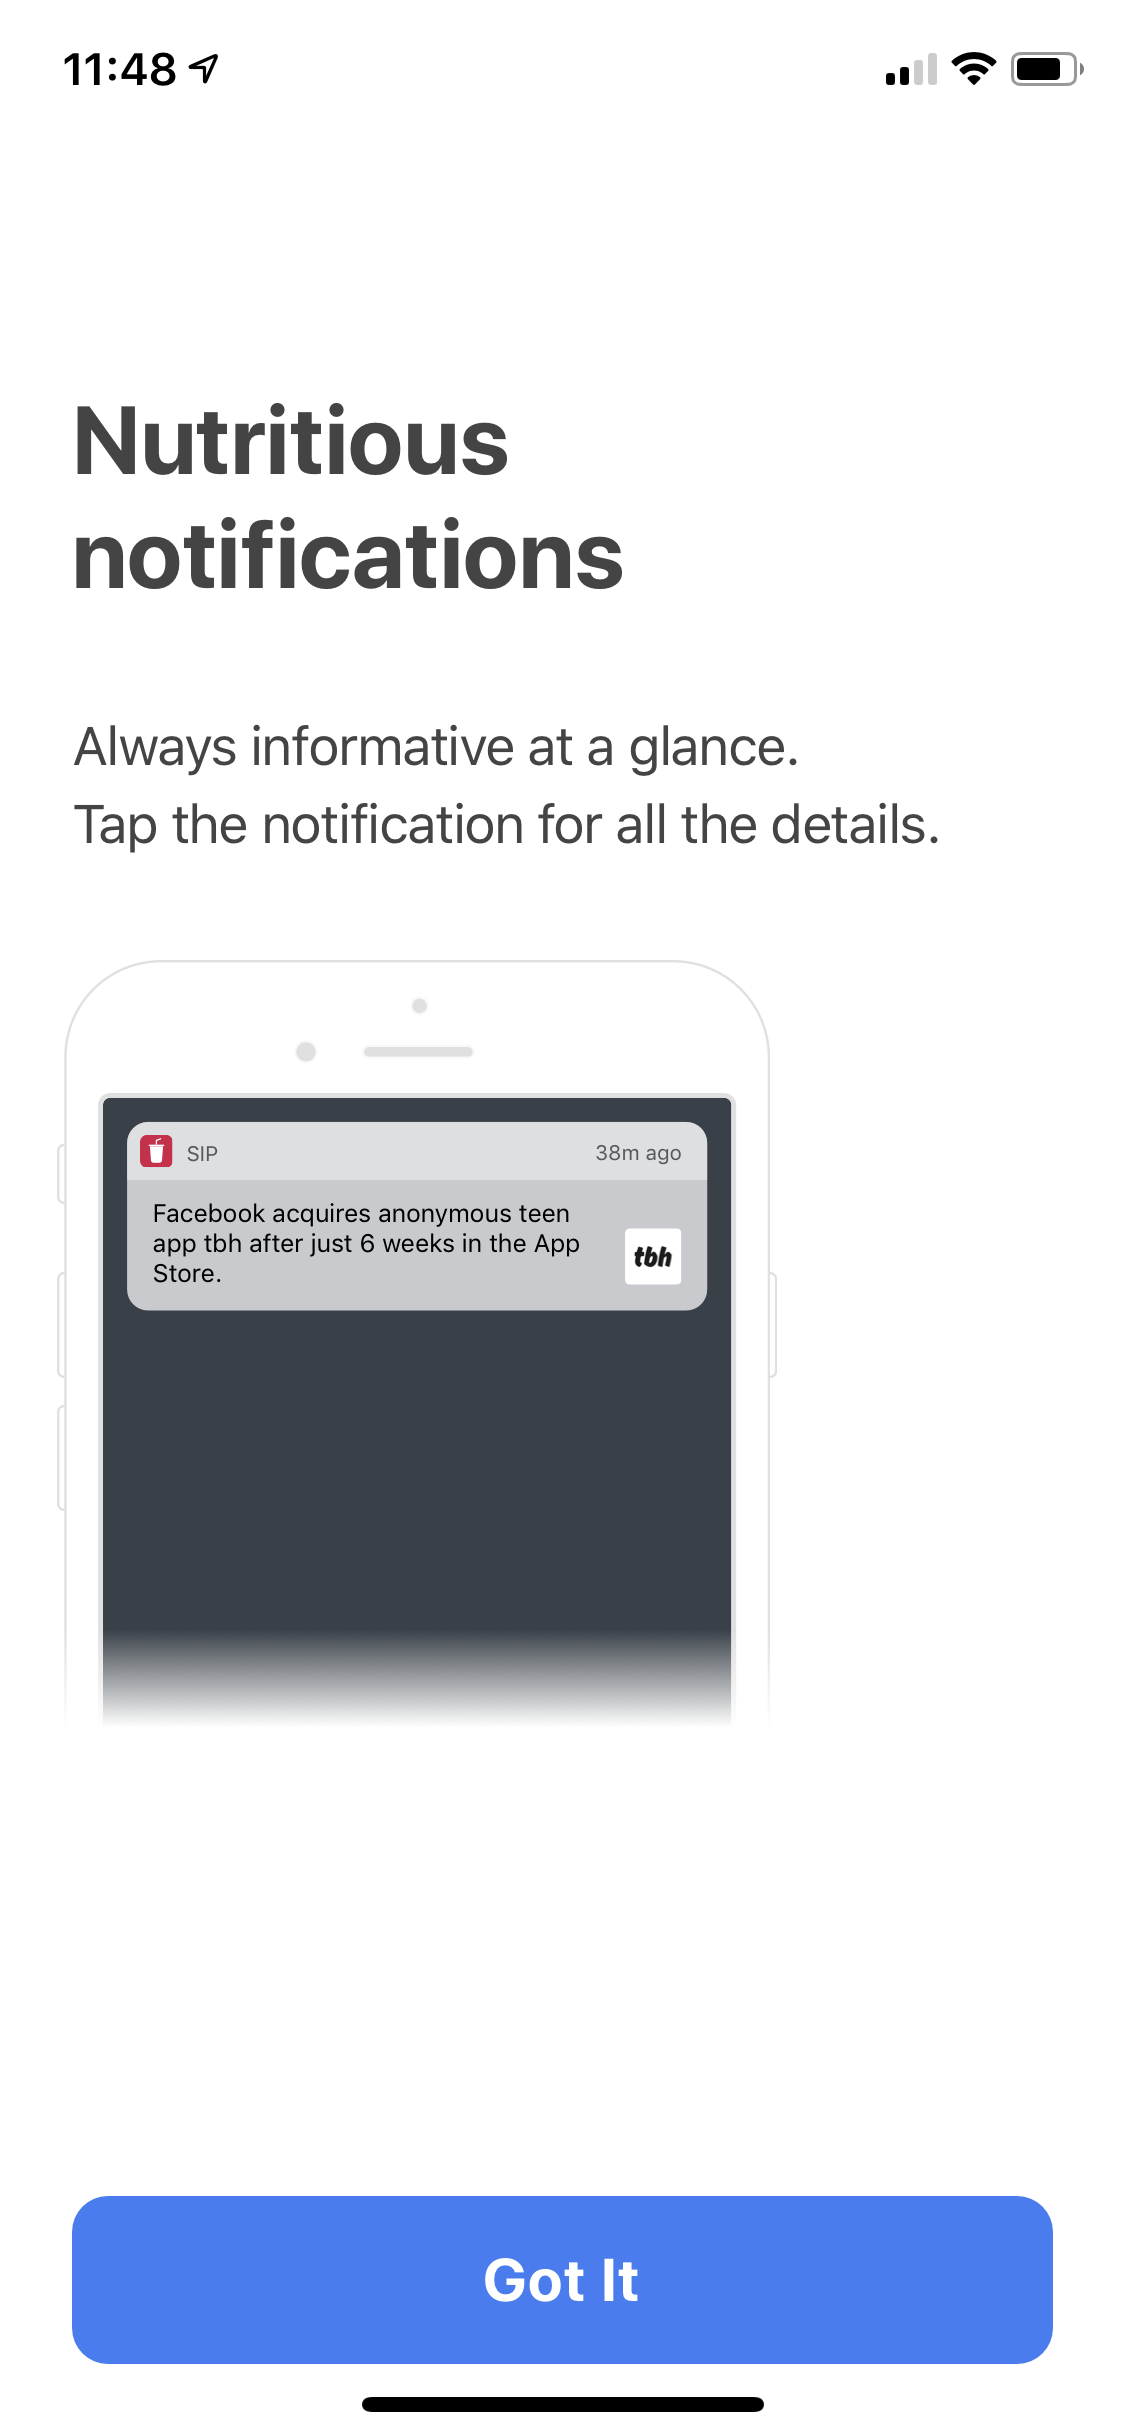 11:48
Nutritious
notifications
Always informative at a glance.
Tap the notification for all the details.
SIP 38m ago
Facebook acquires anonymous teen
app tbh after just 6 weeks in the App
Store.
tbh
Got It